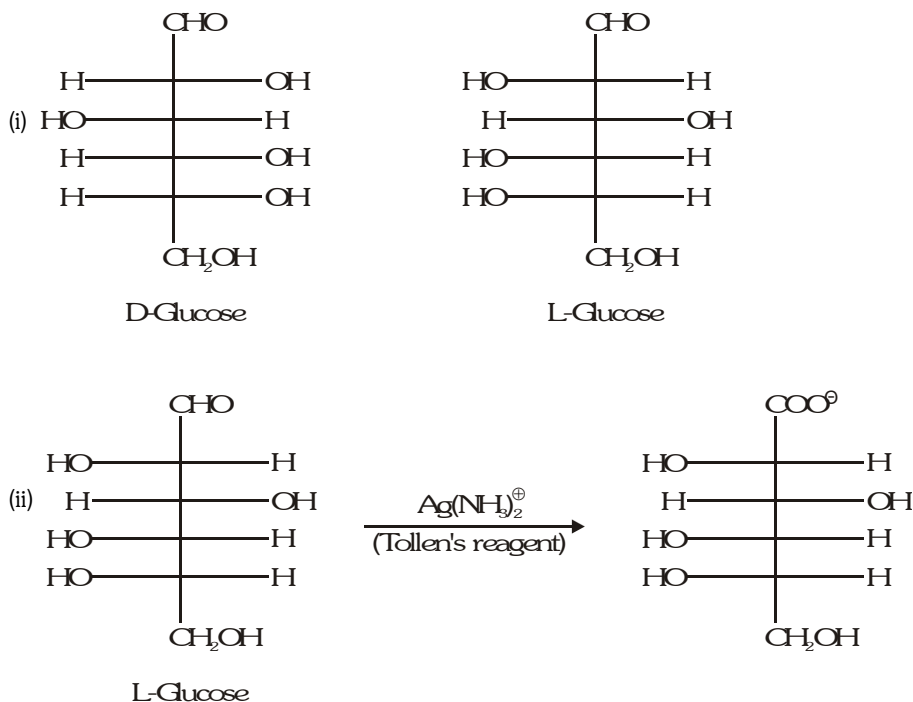 CHO CHO
H OH HO H
(i) HO H H OH
H OH HO H
H OH HO H
CH₂OH CH₂OH
D-Glucose L-Glucose
CHO COO⊖
HO H HO H
(ii) H OH Ag(NH₃)₂⊕ H OH
HO H (Tollen's reagent) HO H
HO H HO H
CH₂OH CH₂OH
L-Glucose